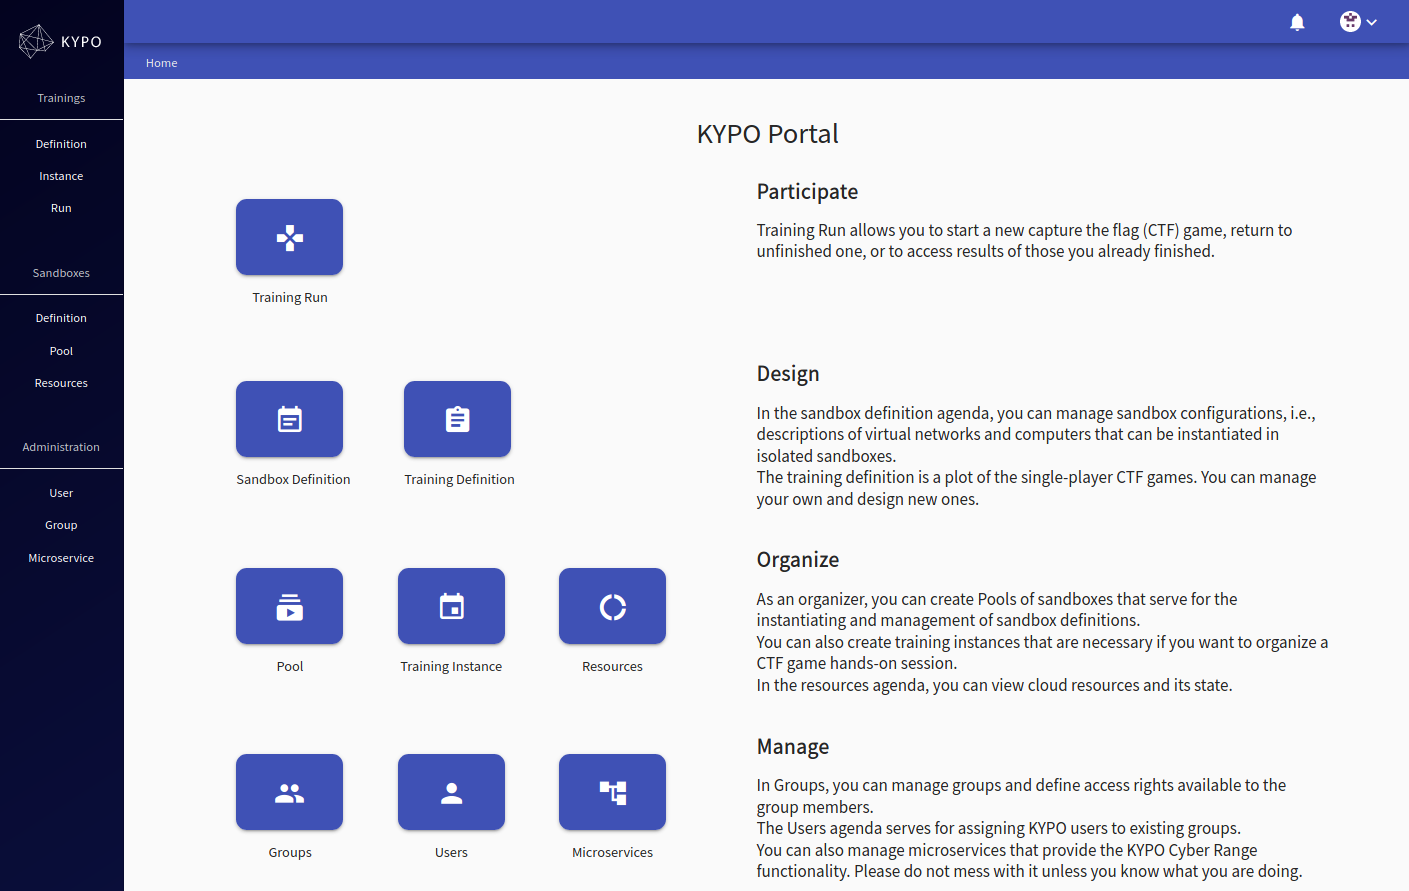 KYPO
Trainings
Definition
Instance
Run
Sandboxes
Definition
Pool
Resources
Administration
User
Group
Microservice
Home
KYPO Portal
Training Run
Participate
Training Run allows you to start a new capture the flag (CTF) game, return to
unfinished one, or to access results of those you already finished.
Sandbox Definition
Training Definition
Design
In the sandbox definition agenda, you can manage sandbox configurations, i.e.,
descriptions of virtual networks and computers that can be instantiated in
isolated sandboxes.
The training definition is a plot of the single-player CTF games. You can manage
your own and design new ones.
Pool
Training Instance
Resources
Organize
As an organizer, you can create Pools of sandboxes that serve for the
instantiating and management of sandbox definitions.
You can also create training instances that are necessary if you want to organize a
CTF game hands-on session.
In the resources agenda, you can view cloud resources and its state.
Groups
Users
Microservices
Manage
In Groups, you can manage groups and define access rights available to the
group members.
The Users agenda serves for assigning KYPO users to existing groups.
You can also manage microservices that provide the KYPO Cyber Range
functionality. Please do not mess with it unless you know what you are doing.